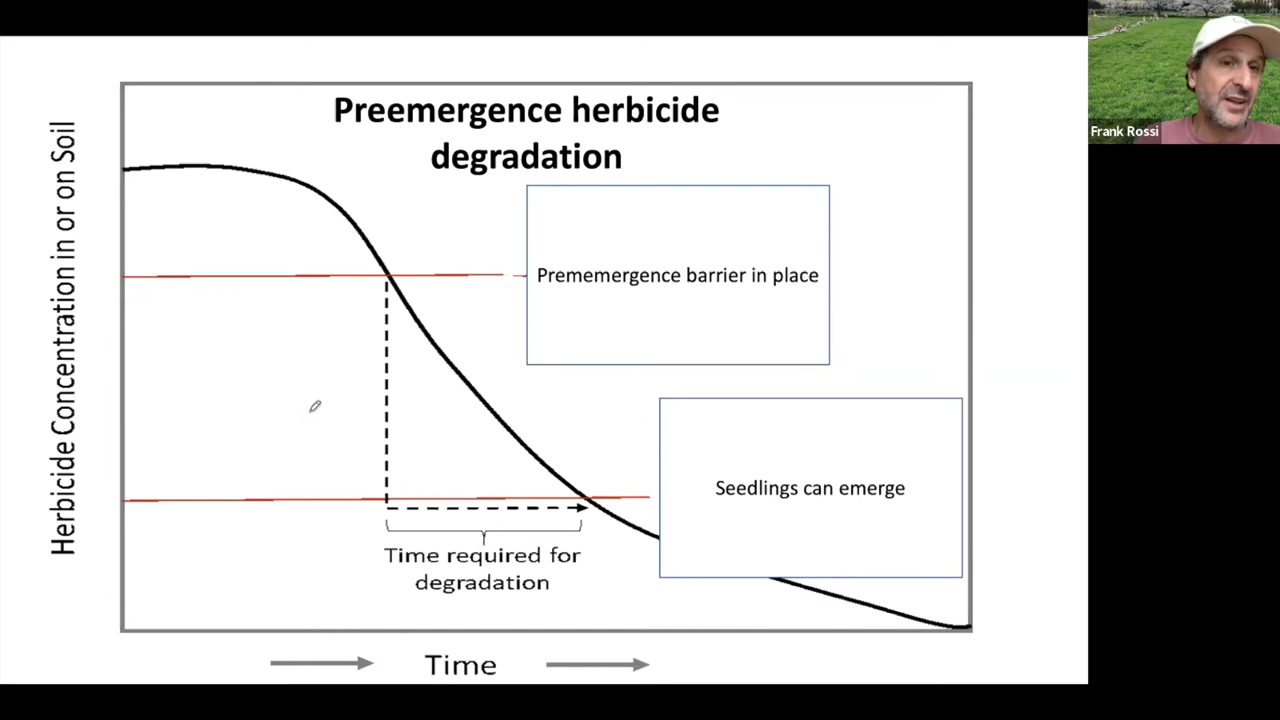 Preemergence herbicide
degradation
Herbicide Concentration in or on Soil
Prememergence barrier in place
Seedlings can emerge
Time required for
degradation
Time
Frank Rossi